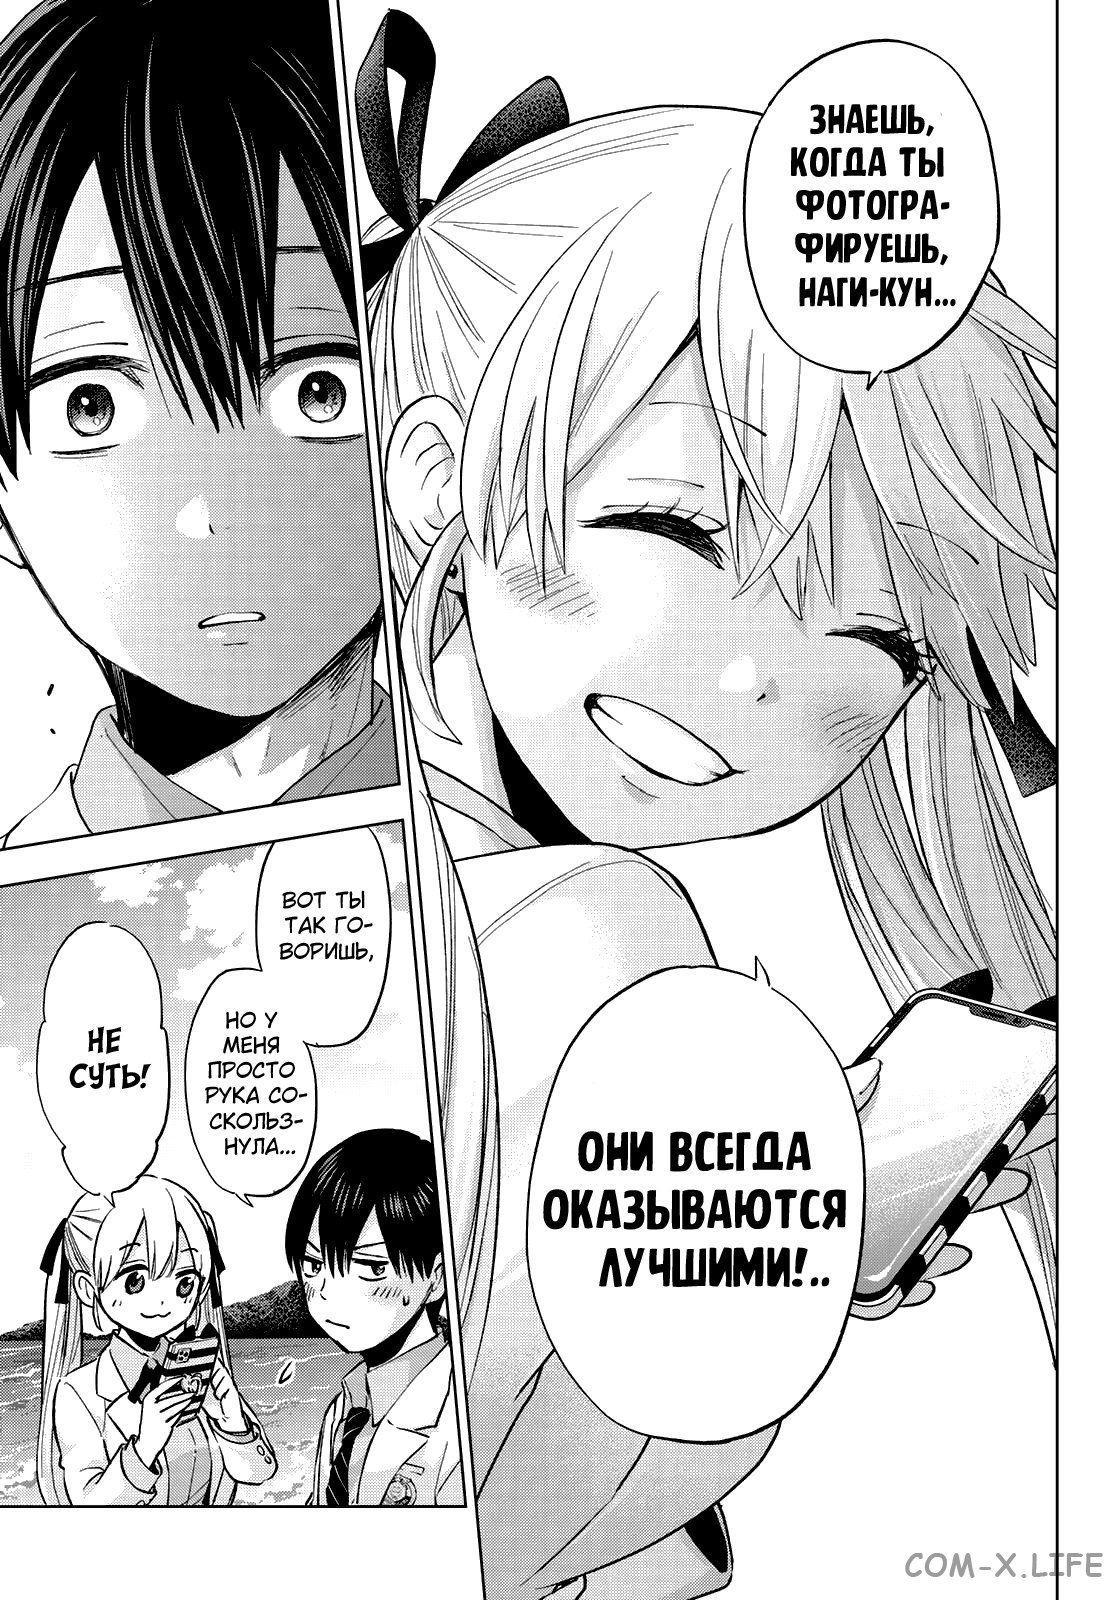 ЗНАЕШЬ,
КОГДА ТЫ
ФОТОГРА-
ФИРУЕШЬ,
НАГИ-КУН...
ОНИ ВСЕГДА
ОКАЗЫВАЮТСЯ
ЛУЧШИМИ!..
ВОТ ТЫ
ТАК ГО-
ВОРИШЬ,
НО У
МЕНЯ
ПРОСТО
РУКА СО-
СКОЛЬЗ-
НУЛА...
НЕ
СУТЬ!
COM-X.LIFE